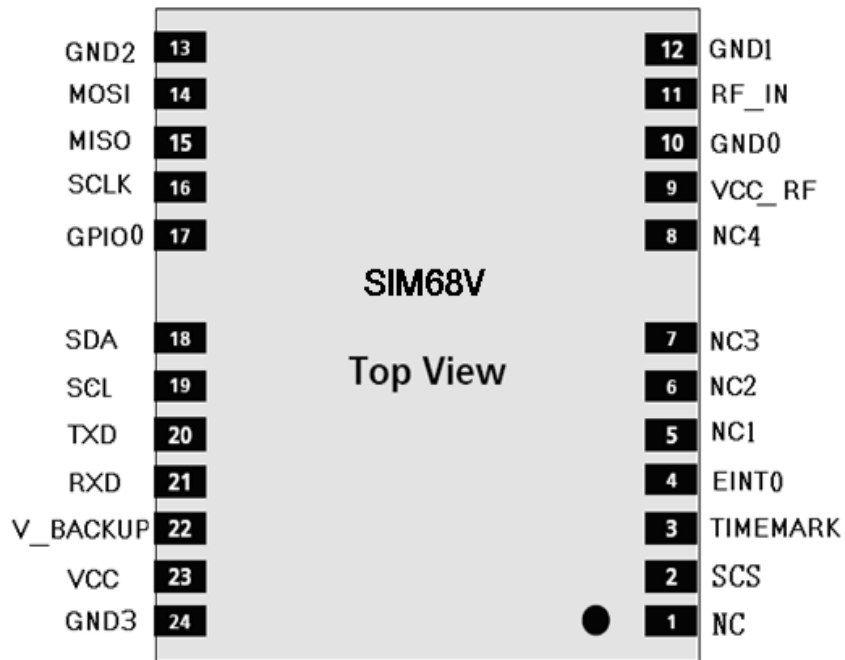 GND2 13 12 GND1
MOSI 14 11 RF_IN
MISO 15 10 GND0
SCLK 16 9 VCC_RF
GPIO0 17 8 NC4
SIM68V
SDA 18 7 NC3
Top View
SCL 19 6 NC2
TXD 20 5 NC1
RXD 21 4 EINT0
V_BACKUP 22 3 TIMEMARK
VCC 23 2 SCS
GND3 24 1 NC